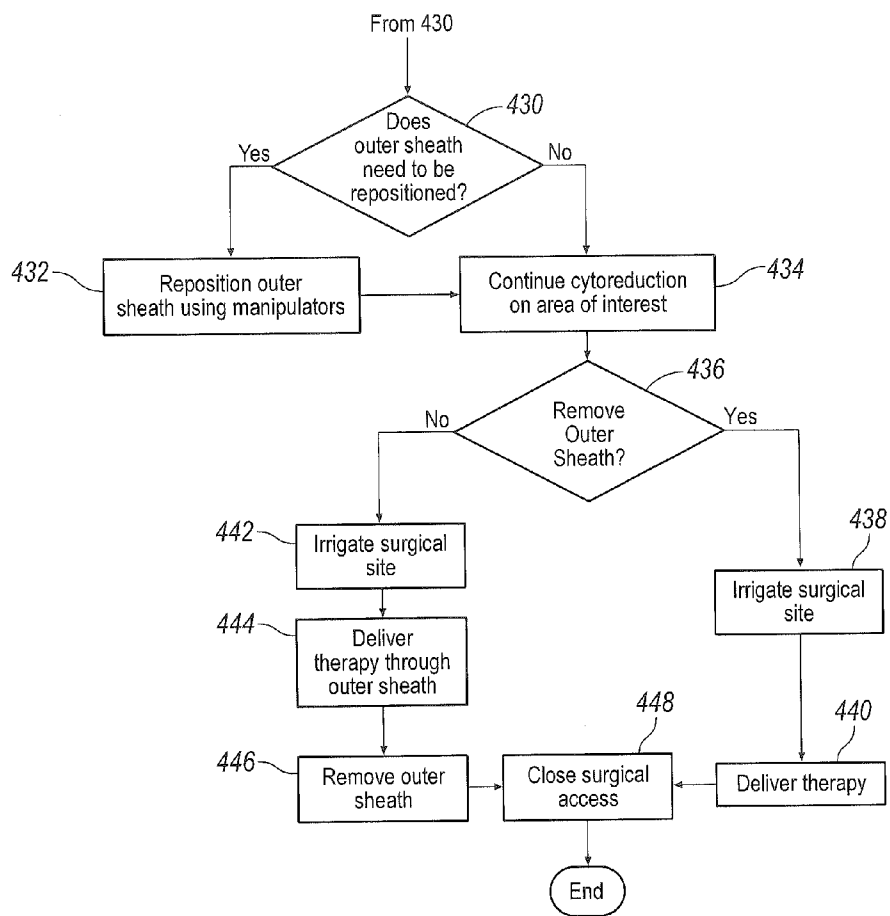 From 430
430
Does
outer sheath
need to be
repositioned?
Yes
No
432
Reposition outer
sheath using manipulators
434
Continue cytoreduction
on area of interest
436
Remove
Outer
Sheath?
No
Yes
442
Irrigate surgical
site
438
Irrigate surgical
site
444
Deliver
therapy through
outer sheath
446
Remove outer
sheath
448
Close surgical
access
440
Deliver therapy
End